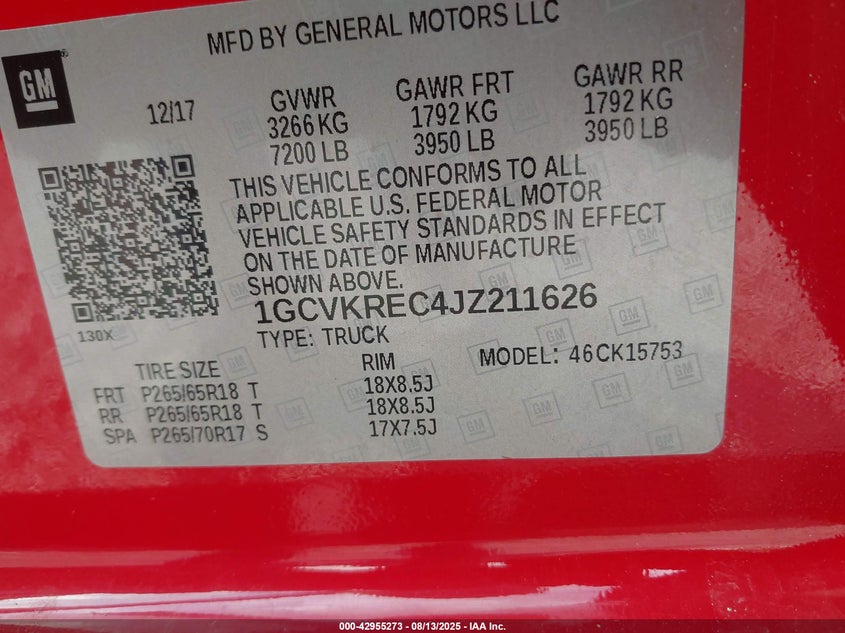 MFD BY GENERAL MOTORS LLC
GM
12/17
GVWR
3266 KG
7200 LB
GAWR FRT
1792 KG
3950 LB
GAWR RR
1792 KG
3950 LB
THIS VEHICLE CONFORMS TO ALL
APPLICABLE U.S. FEDERAL MOTOR
VEHICLE SAFETY STANDARDS IN EFFECT
ON THE DATE OF MANUFACTURE
SHOWN ABOVE.
1GCVKREC4JZ211626
130X
TYPE: TRUCK
MODEL: 46CK15753
TIRE SIZE RIM
FRT P265/65R18 T 18X8.5J
RR P265/65R18 T 18X8.5J
SPA P265/70R17 S 17X7.5J
000-42955273 - 08/13/2025 - IAA Inc.